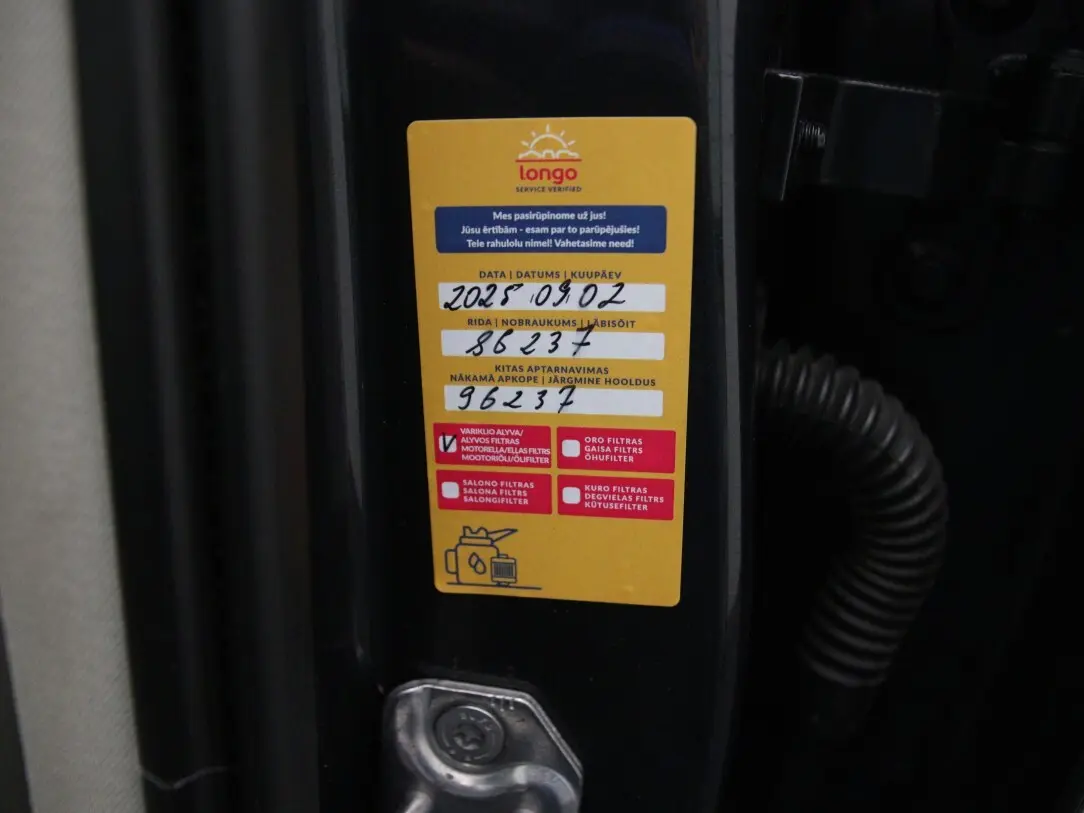 longo
SERVICE VERIFIED
Mes pasirūpinome už jus!
Jūsu ērtībām - esam par to parūpējušies!
Teie rahulolu nimel! Vahetasime need!
DATA | DATUMS | KUUPÄEV
2025.09.02
RIDA | NOBRAUKUMS | LÄBISÕIT
86237
KITAS APTARNAVIMAS
NĀKAMĀ APKOPE | JÄRGMINE HOOLDUS
96237
V
VARIKLIO ALYVA/
ALYVOS FILTRAS
MOTOREĻĻA/EĻĻAS FILTRS
MOOTORIÕLI/ÕLIFILTER
ORO FILTRAS
GAISA FILTRS
ÕHUFILTER
SALONO FILTRAS
SALONA FILTRS
SALONGIFILTER
KURO FILTRAS
DEGVIELAS FILTRS
KÜTUSEFILTER